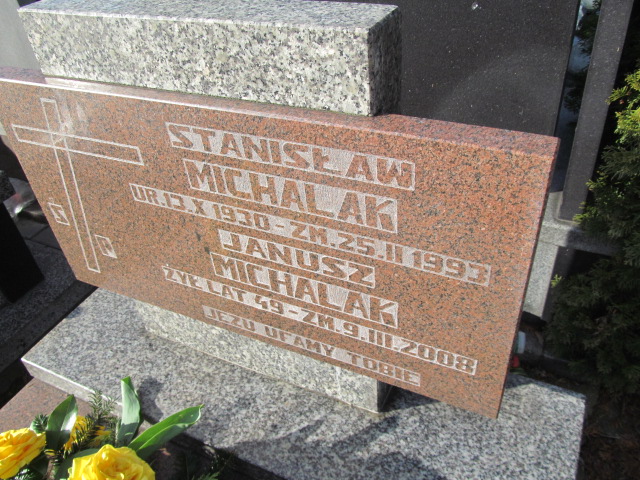 Ś P
STANISŁAW
MICHALAK
UR.13.X 1930-ZM.25.II 1993
JANUSZ
MICHALAK
ŻYŁ LAT 49-ZM.9.III.2008
JEZU UFAMY TOBIE